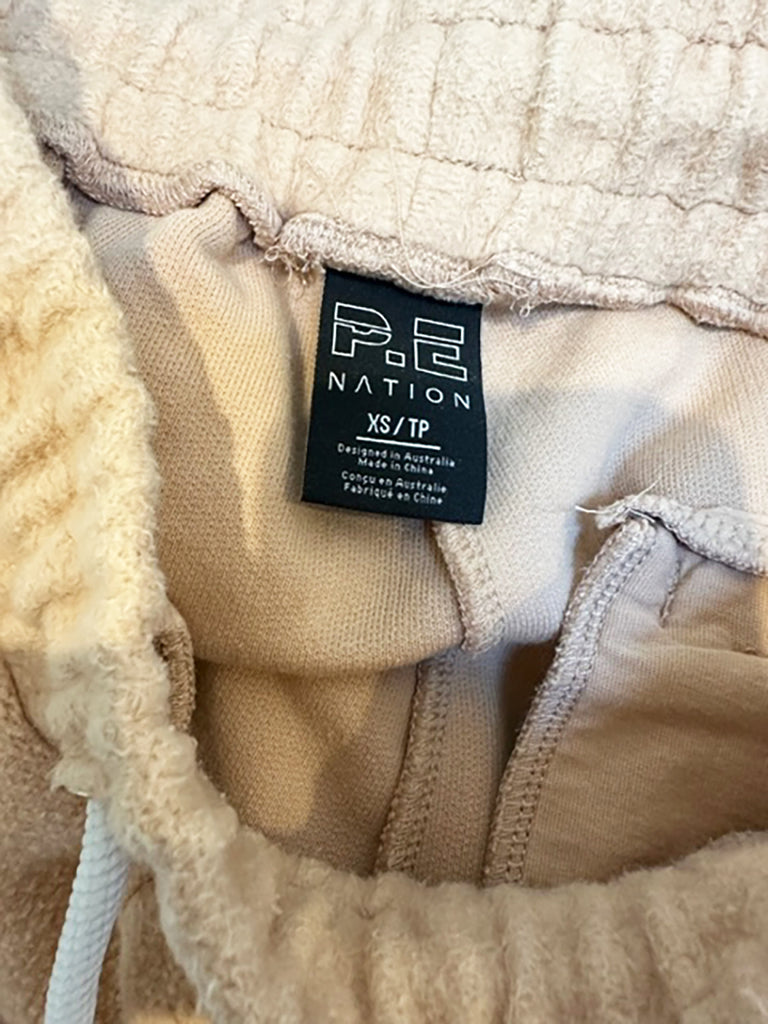 P.E
NATION
XS/TP
Designed in Australia
Made in China
Conçu en Australie
Fabriqué en Chine